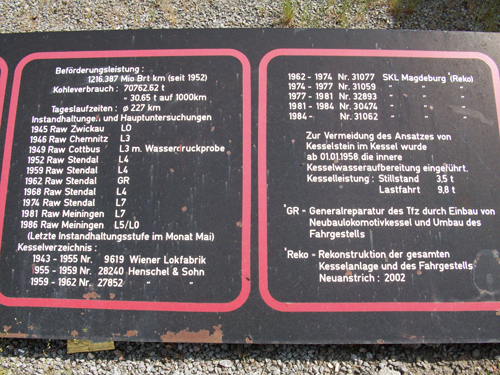 Beförderungsleistung :
1216.387 Mio Brt km (seit 1952)
Kohleverbrauch : 70762.62 t
- 30.65 t auf 1000km
Tageslaufzeiten : ø 227 km
Instandhaltungen und Hauptuntersuchungen
1945 Raw Zwickau L0
1946 Raw Chemnitz L3
1949 Raw Cottbus L3 m. Wasserdruckprobe
1952 Raw Stendal L4
1959 Raw Stendal L4
1962 Raw Stendal GR
1968 Raw Stendal L4
1974 Raw Stendal L7
1981 Raw Meiningen L7
1986 Raw Meiningen L5/L0
(Letzte Instandhaltungsstufe im Monat Mai)
Kesselverzeichnis :
1943 - 1955 Nr. 9619 Wiener Lokfabrik
1955 - 1959 Nr. 28240 Henschel & Sohn
1959 - 1962 Nr. 27852 " "
1962 - 1974 Nr. 31077 SKL Magdeburg *(Reko)
1974 - 1977 Nr. 31059 " "
1977 - 1981 Nr. 32893 " "
1981 - 1984 Nr. 30474 " "
1984 - Nr. 31062 " "
Zur Vermeidung des Ansatzes von
Kesselstein im Kessel wurde
ab 01.01.1958 die innere
Kesselwasseraufbereitung eingeführt.
Kesselleistung : Stillstand 3,5 t
Lastfahrt 9,8 t
*GR - Generalreparatur des Tfz durch Einbau von
Neubaulokomotivkessel und Umbau des
Fahrgestells
*Reko - Rekonstruktion der gesamten
Kesselanlage und des Fahrgestells
Neuanstrich : 2002